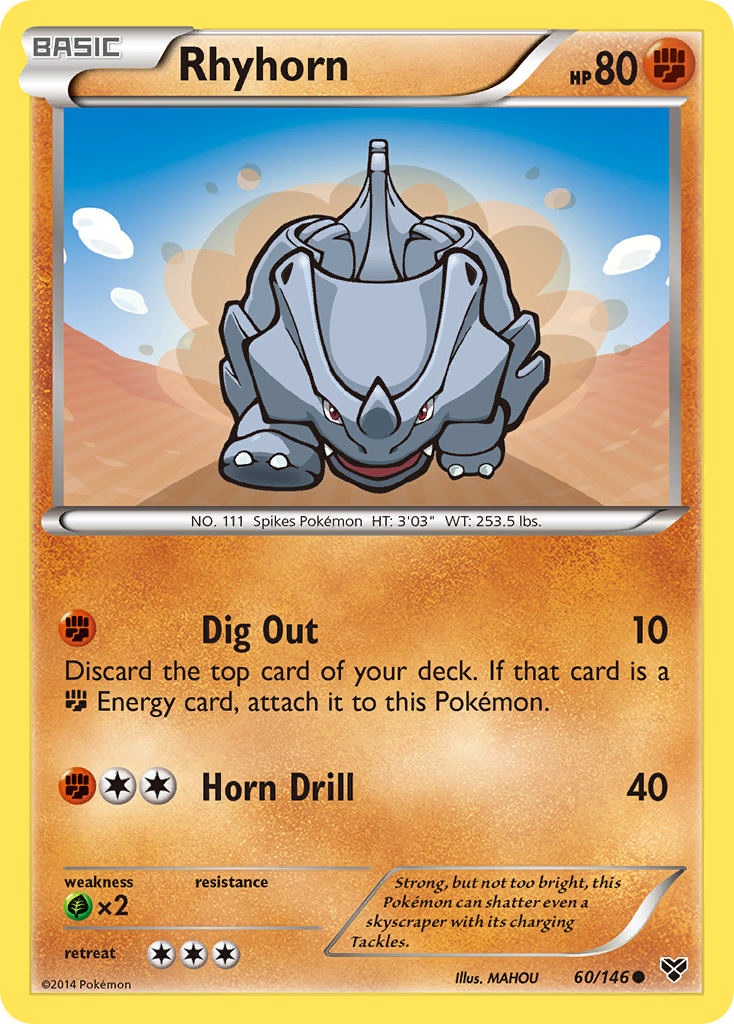 BASIC
Rhyhorn
HP 80
NO. 111 Spikes Pokémon HT: 3'03" WT: 253.5 lbs.
Dig Out 10
Discard the top card of your deck. If that card is a
Energy card, attach it to this Pokémon.
Horn Drill 40
weakness resistance
×2
retreat
Strong, but not too bright, this
Pokémon can shatter even a
skyscraper with its charging
Tackles.
©2014 Pokémon
Illus. MAHOU
60/146